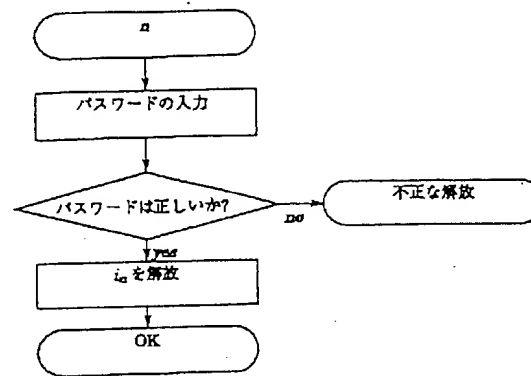 n
パスワードの入力
パスワードは正しいか?
no
不正な解放
yes
iₐを解放
OK